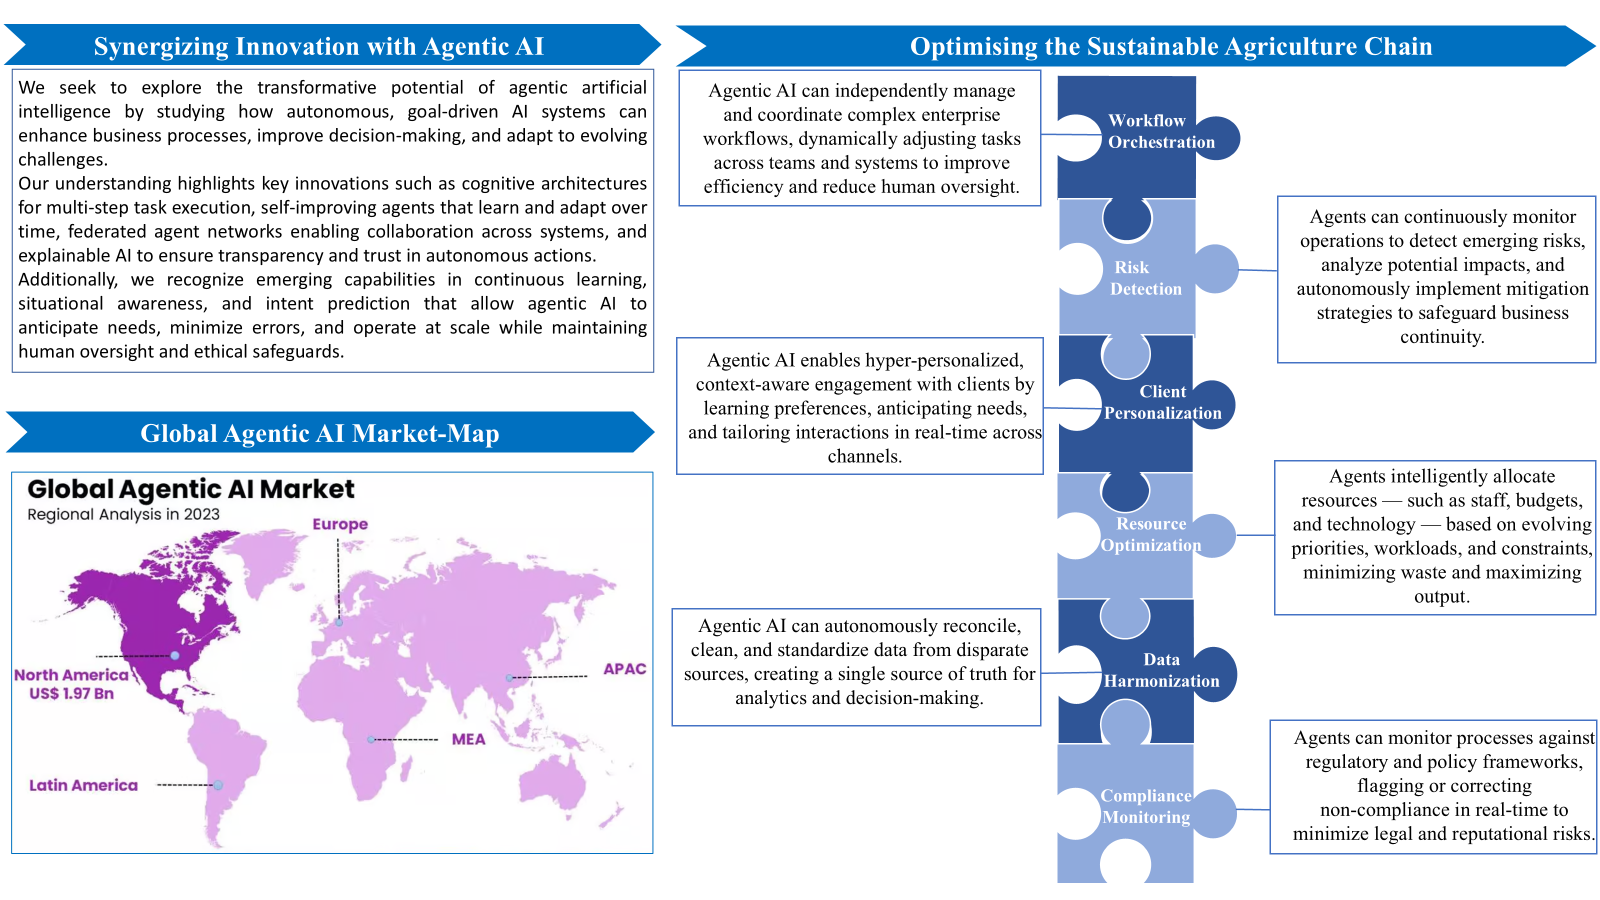 Synergizing Innovation with Agentic AI
We seek to explore the transformative potential of agentic artificial
intelligence by studying how autonomous, goal-driven AI systems can
enhance business processes, improve decision-making, and adapt to evolving
challenges.
Our understanding highlights key innovations such as cognitive architectures
for multi-step task execution, self-improving agents that learn and adapt over
time, federated agent networks enabling collaboration across systems, and
explainable AI to ensure transparency and trust in autonomous actions.
Additionally, we recognize emerging capabilities in continuous learning,
situational awareness, and intent prediction that allow agentic AI to
anticipate needs, minimize errors, and operate at scale while maintaining
human oversight and ethical safeguards.
Global Agentic AI Market-Map
Global Agentic AI Market
Regional Analysis in 2023
Europe
North America
US$ 1.97 Bn
APAC
MEA
Latin America
Optimising the Sustainable Agriculture Chain
Agentic AI can independently manage
and coordinate complex enterprise
workflows, dynamically adjusting tasks
across teams and systems to improve
efficiency and reduce human oversight.
Workflow
Orchestration
Risk
Detection
Agents can continuously monitor
operations to detect emerging risks,
analyze potential impacts, and
autonomously implement mitigation
strategies to safeguard business
continuity.
Agentic AI enables hyper-personalized,
context-aware engagement with clients by
learning preferences, anticipating needs,
and tailoring interactions in real-time across
channels.
Client
Personalization
Resource
Optimization
Agents intelligently allocate
resources — such as staff, budgets,
and technology — based on evolving
priorities, workloads, and constraints,
minimizing waste and maximizing
output.
Agentic AI can autonomously reconcile,
clean, and standardize data from disparate
sources, creating a single source of truth for
analytics and decision-making.
Data
Harmonization
Compliance
Monitoring
Agents can monitor processes against
regulatory and policy frameworks,
flagging or correcting
non-compliance in real-time to
minimize legal and reputational risks.